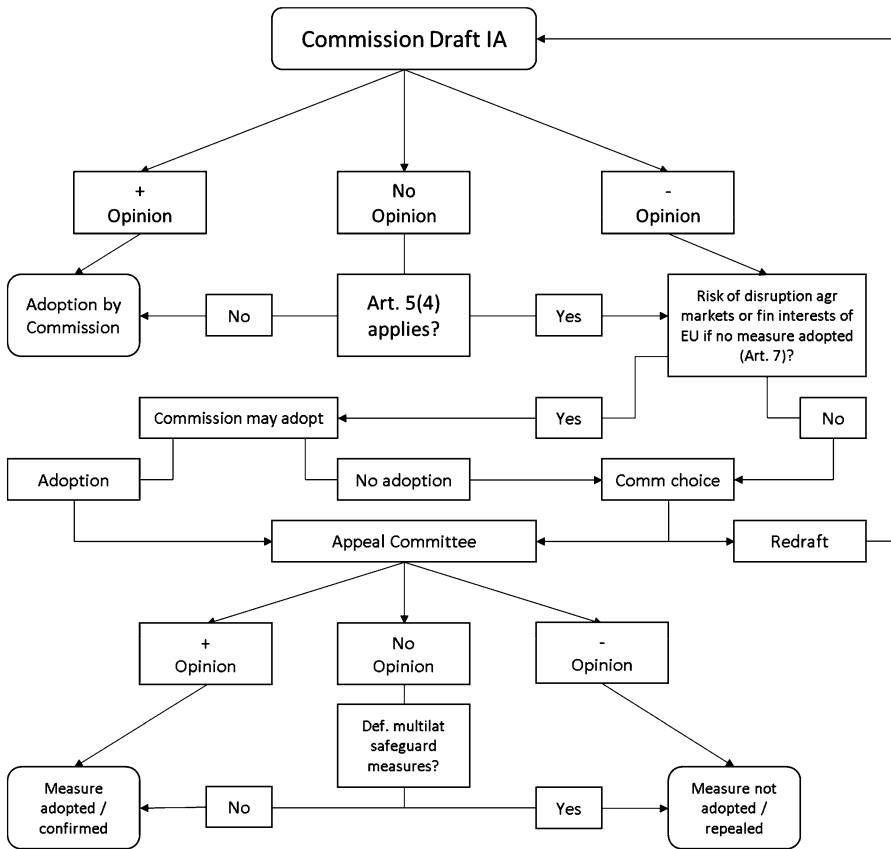 Commission Draft IA
+
Opinion
No
Opinion
-
Opinion
Adoption by
Commission
No
Art. 5(4)
applies?
Yes
Risk of disruption agr
markets or fin interests of
EU if no measure adopted
(Art. 7)?
Commission may adopt
Yes
No
Adoption
No adoption
Comm choice
Appeal Committee
Redraft
+
Opinion
No
Opinion
-
Opinion
Def. multilat
safeguard
measures?
Measure
adopted /
confirmed
No
Yes
Measure not
adopted /
repealed